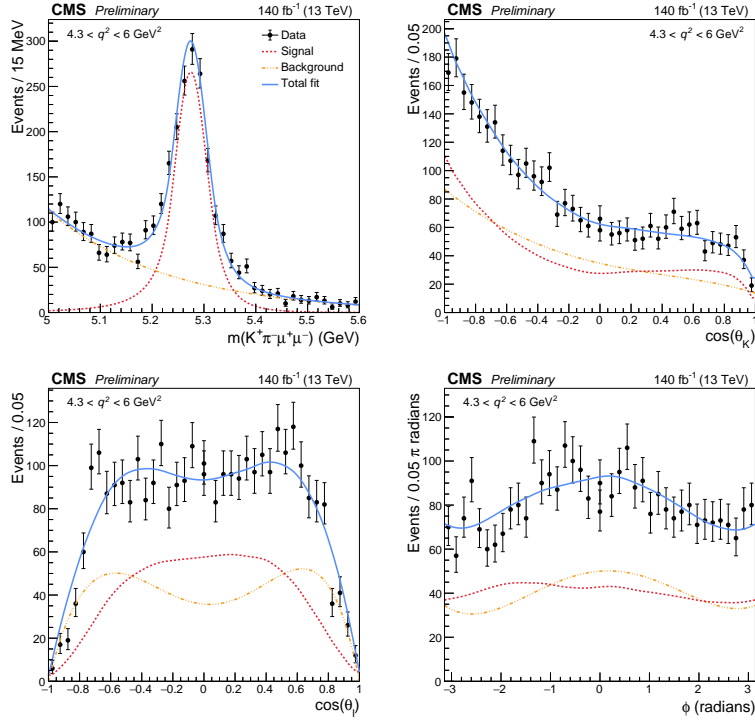 CMS Preliminary 140 fb⁻¹ (13 TeV)
4.3 < q² < 6 GeV²
Data
Signal
Background
Total fit
Events / 15 MeV
300
250
200
150
100
50
0
5 5.1 5.2 5.3 5.4 5.5 5.6
m(K⁺π⁻μ⁺μ⁻) (GeV)
CMS Preliminary 140 fb⁻¹ (13 TeV)
4.3 < q² < 6 GeV²
Events / 0.05
200
180
160
140
120
100
80
60
40
20
0
−1 −0.8 −0.6 −0.4 −0.2 0 0.2 0.4 0.6 0.8 1
cos(θ_K)
CMS Preliminary 140 fb⁻¹ (13 TeV)
4.3 < q² < 6 GeV²
Events / 0.05
120
100
80
60
40
20
0
−1 −0.8 −0.6 −0.4 −0.2 0 0.2 0.4 0.6 0.8 1
cos(θ_l)
CMS Preliminary 140 fb⁻¹ (13 TeV)
4.3 < q² < 6 GeV²
Events / 0.05 π radians
120
100
80
60
40
20
0
−3 −2 −1 0 1 2 3
ϕ (radians)